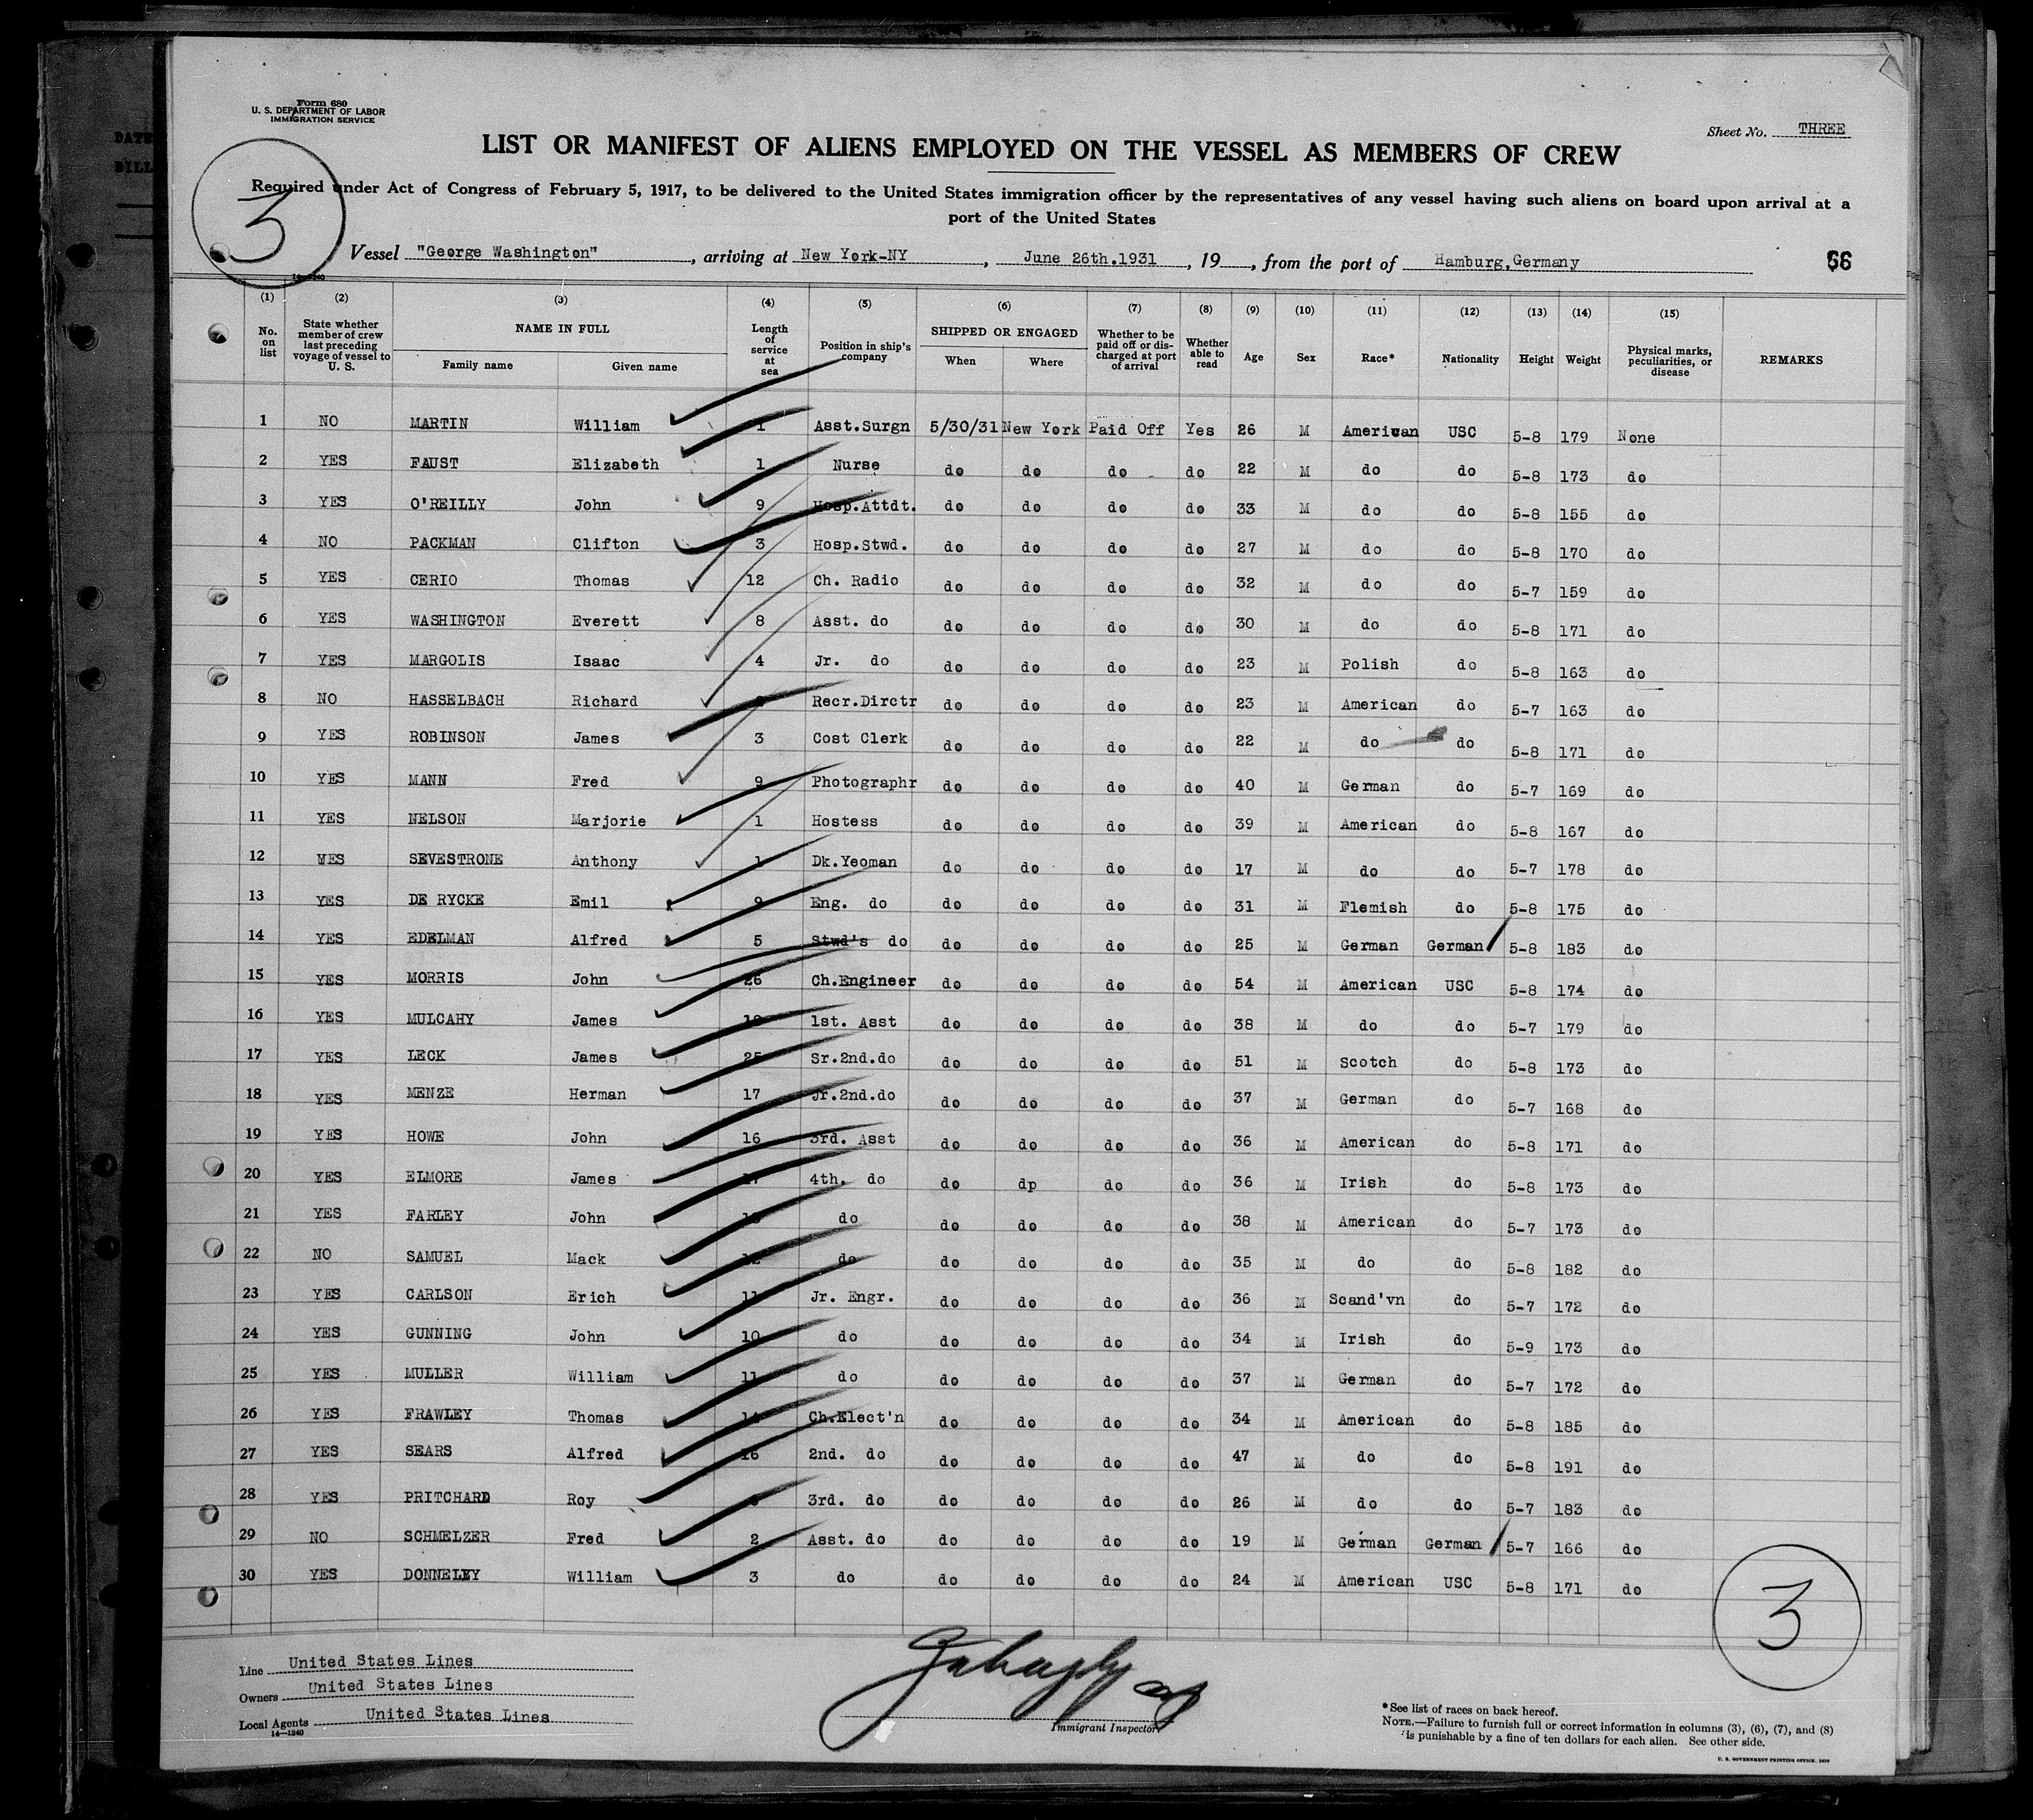 Form 680
U. S. DEPARTMENT OF LABOR
IMMIGRATION SERVICE
Sheet No. THREE
LIST OR MANIFEST OF ALIENS EMPLOYED ON THE VESSEL AS MEMBERS OF CREW
Required under Act of Congress of February 5, 1917, to be delivered to the United States immigration officer by the representatives of any vessel having such aliens on board upon arrival at a
port of the United States
3
Vessel "George Washington", arriving at New York-NY, June 26th.1931, 19, from the port of Hamburg,Germany 66
14-1240
(1) (2) (3) (4) (5) (6) (7) (8) (9) (10) (11) (12) (13) (14) (15)
No. on list State whether member of crew last preceding voyage of vessel to U. S. NAME IN FULL Family name Given name Length of service at sea Position in ship's company SHIPPED OR ENGAGED When Where Whether to be paid off or discharged at port of arrival Whether able to read Age Sex Race* Nationality Height Weight Physical marks, peculiarities, or disease REMARKS
1 NO MARTIN William 1 Asst.Surgn 5/30/31 New York Paid Off Yes 26 M American USC 5-8 179 None
2 YES FAUST Elizabeth 1 Nurse do do do do 22 M do do 5-8 173 do
3 YES O'REILLY John 9 Hosp.Attdt. do do do do 33 M do do 5-8 155 do
4 NO PACKMAN Clifton 3 Hosp.Stwd. do do do do 27 M do do 5-8 170 do
5 YES CERIO Thomas 12 Ch. Radio do do do do 32 M do do 5-7 159 do
6 YES WASHINGTON Everett 8 Asst. do do do do do 30 M do do 5-8 171 do
7 YES MARGOLIS Isaac 4 Jr. do do do do do 23 M Polish do 5-8 163 do
8 NO HASSELBACH Richard Recr.Dirctr do do do do 23 M American do 5-7 163 do
9 YES ROBINSON James 3 Cost Clerk do do do do 22 M do do 5-8 171 do
10 YES MANN Fred 9 Photographr do do do do 40 M German do 5-7 169 do
11 YES NELSON Marjorie 1 Hostess do do do do 39 M American do 5-8 167 do
12 YES SEVESTRONE Anthony 1 Dk.Yeoman do do do do 17 M do do 5-7 178 do
13 YES DE RYCKE Emil 9 Eng. do do do do do 31 M Flemish do 5-8 175 do
14 YES EDELMAN Alfred 5 Stwd's do do do do do 25 M German German 5-8 183 do
15 YES MORRIS John 26 Ch.Engineer do do do do 54 M American USC 5-8 174 do
16 YES MULCAHY James 1st. Asst do do do do 38 M do do 5-7 179 do
17 YES LECK James 25 Sr.2nd.do do do do do 51 M Scotch do 5-8 173 do
18 YES MENZE Herman 17 Jr.2nd.do do do do do 37 M German do 5-7 168 do
19 YES HOWE John 16 3rd. Asst do do do do 36 M American do 5-8 171 do
20 YES ELMORE James 17 4th. do do dp do do 36 M Irish do 5-8 173 do
21 YES FARLEY John do do do do do 38 M American do 5-7 173 do
22 NO SAMUEL Mack 12 do do do do do 35 M do do 5-8 182 do
23 YES CARLSON Erich 11 Jr. Engr. do do do do 36 M Scand'vn do 5-7 172 do
24 YES GUNNING John 10 do do do do do 34 M Irish do 5-9 173 do
25 YES MULLER William 11 do do do do do 37 M German do 5-7 172 do
26 YES FRAWLEY Thomas 14 Ch.Elect'n do do do do 34 M American do 5-8 185 do
27 YES SEARS Alfred 16 2nd. do do do do do 47 M do do 5-8 191 do
28 YES PRITCHARD Roy 3rd. do do do do do 26 M do do 5-7 183 do
29 NO SCHMELZER Fred 2 Asst. do do do do do 19 M German German 5-7 166 do
30 YES DONNELEY William 3 do do do do do 24 M American USC 5-8 171 do
3
Line United States Lines
Owners United States Lines
Local Agents United States Lines
14-1240
Immigrant Inspector
*See list of races on back hereof.
NOTE.—Failure to furnish full or correct information in columns (3), (6), (7), and (8)
is punishable by a fine of ten dollars for each alien. See other side.
U. S. GOVERNMENT PRINTING OFFICE